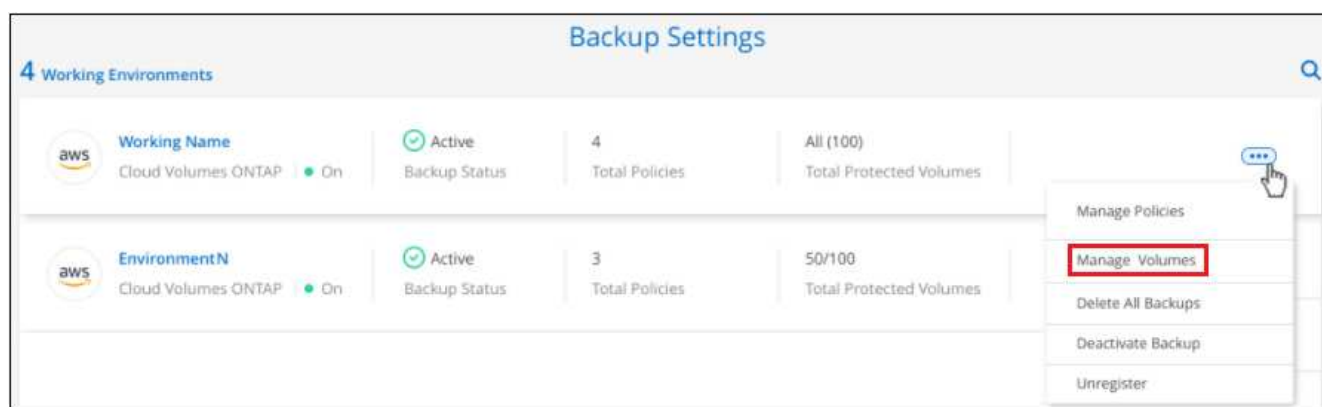 Backup Settings
4 Working Environments
aws
Working Name
Cloud Volumes ONTAP
On
Active
Backup Status
4
Total Policies
All (100)
Total Protected Volumes
Manage Policies
Manage Volumes
Delete All Backups
Deactivate Backup
Unregister
aws
EnvironmentN
Cloud Volumes ONTAP
On
Active
Backup Status
3
Total Policies
50/100
Total Protected Volumes